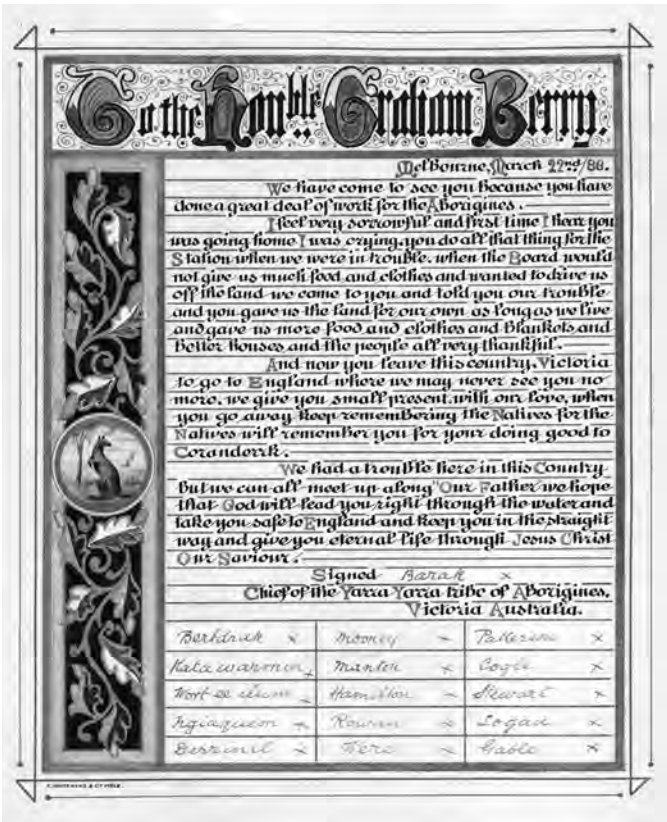 To the Honble Graham Berry.
Melbourne, March 22nd/86.
We have come to see you because you have
done a great deal of work for the Aborigines.
I feel very sorrowful and first time I hear you
was going home I was crying. you do all that thing for the
Station when we were in trouble. when the Board would
not give us much food and clothes and wanted to drive us
off the land we come to you and told you our trouble
and you gave us the land for our own as long as we live
and gave us more food and clothes and Blankets and
better houses and the people all very thankful.
And now you leave this country, Victoria
to go to England where we may never see you no
more. we give you small present with our love, when
you go away keep remembering the Natives for the
Natives will remember you for your doing good to
Coranderrk.
We had a trouble here in this Country
but we can all meet up along "Our Father we hope
that God will lead you right through the water and
take you safe to England and keep you in the straight
way and give you eternal life through Jesus Christ
Our Saviour.
Signed Barak x
Chief of the Yarra Yarra tribe of Aborigines,
Victoria Australia.
Berhdrak x Mooney x Patterson x
Katawarnin x Manton x Cogie x
x Hamilton x Stewart x
Ngiaqueon x Rowan x Logan x
Derrimil x Fere x Gable x